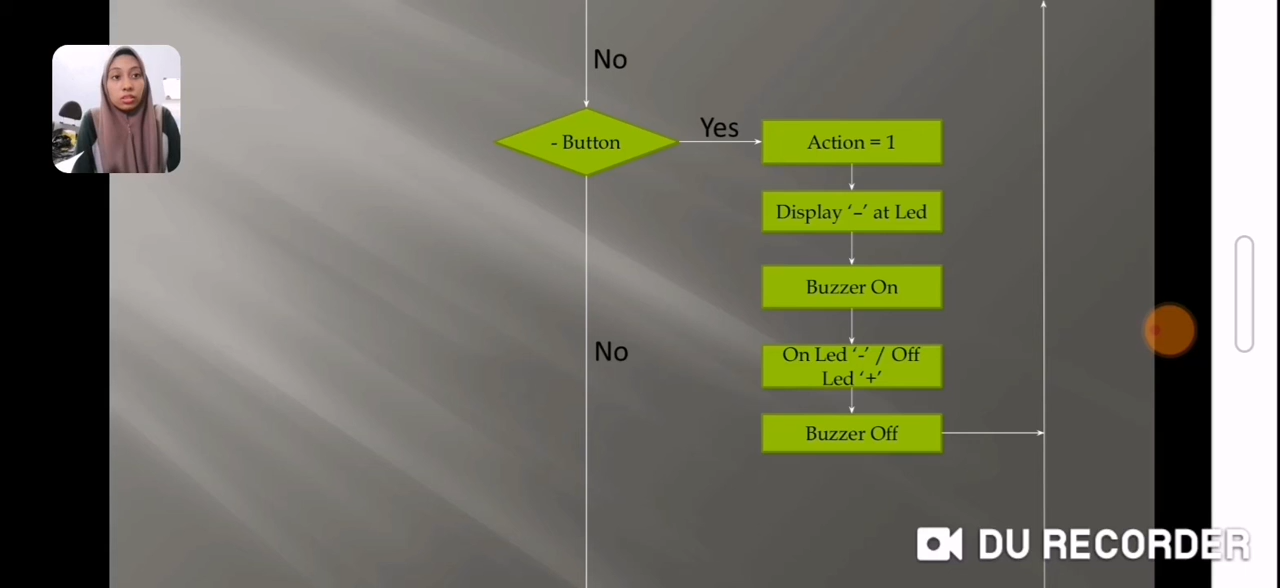 No
- Button
Yes
Action = 1
Display ‘–’ at Led
Buzzer On
No
On Led ‘-’ / Off
Led ‘+’
Buzzer Off
DU RECORDER